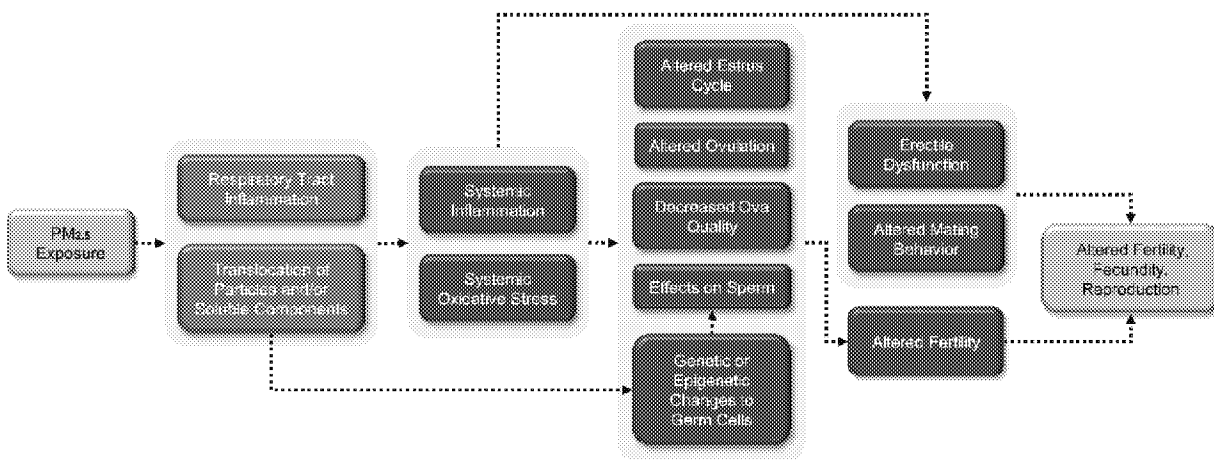 PM2.5
Exposure
Respiratory Tract
Inflammation
Translocation of
Particles and/or
Soluble Components
Systemic
Inflammation
Systemic
Oxidative Stress
Altered Estrus
Cycle
Altered Ovulation
Decreased Ova
Quality
Effects on Sperm
Genetic or
Epigenetic
Changes to
Germ Cells
Erectile
Dysfunction
Altered Mating
Behavior
Altered Fertility
Altered Fertility,
Fecundity,
Reproduction